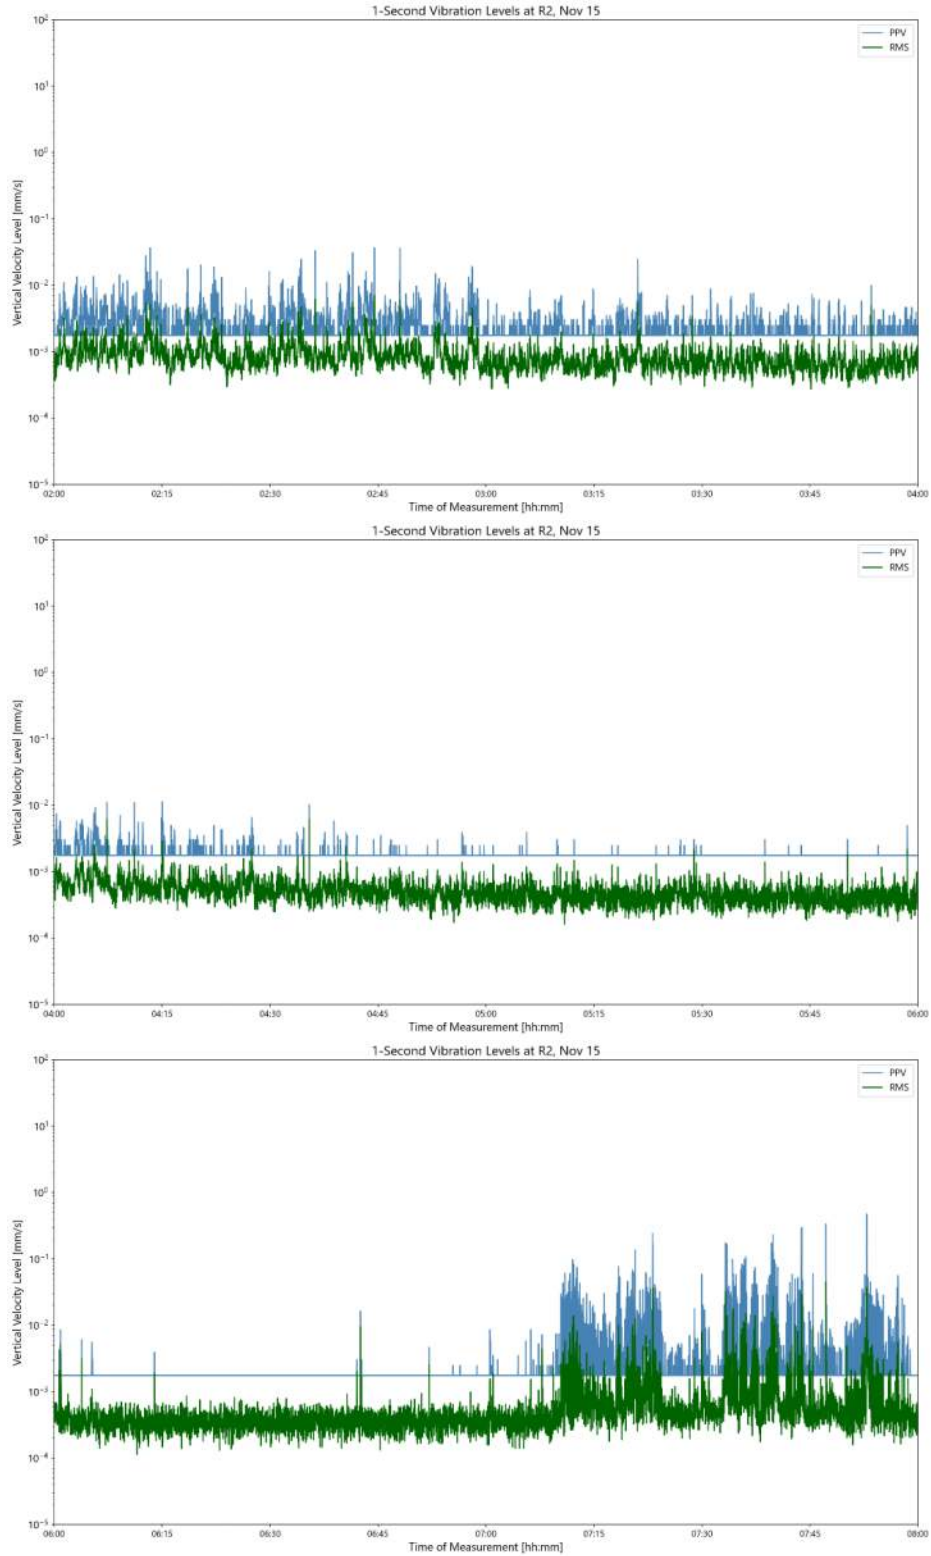 1-Second Vibration Levels at R2, Nov 15
PPV
RMS
Vertical Velocity Level [mm/s]
10²
10¹
10⁰
10⁻¹
10⁻²
10⁻³
10⁻⁴
10⁻⁵
02:00 02:15 02:30 02:45 03:00 03:15 03:30 03:45 04:00
Time of Measurement [hh:mm]
1-Second Vibration Levels at R2, Nov 15
PPV
RMS
Vertical Velocity Level [mm/s]
10²
10¹
10⁰
10⁻¹
10⁻²
10⁻³
10⁻⁴
10⁻⁵
04:00 04:15 04:30 04:45 05:00 05:15 05:30 05:45 06:00
Time of Measurement [hh:mm]
1-Second Vibration Levels at R2, Nov 15
PPV
RMS
Vertical Velocity Level [mm/s]
10²
10¹
10⁰
10⁻¹
10⁻²
10⁻³
10⁻⁴
10⁻⁵
06:00 06:15 06:30 06:45 07:00 07:15 07:30 07:45 08:00
Time of Measurement [hh:mm]